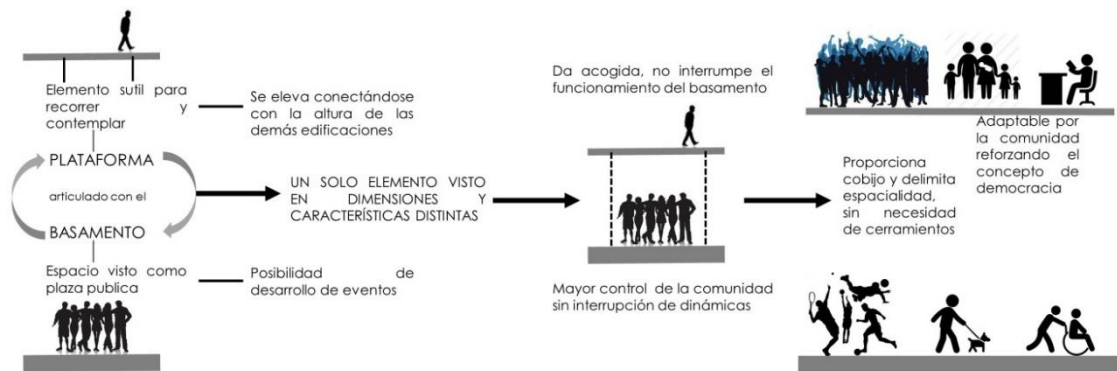 Elemento sutil para
recorrer y
contemplar
Se eleva conectándose
con la altura de las
demás edificaciones
PLATAFORMA
articulado con el
BASAMENTO
Espacio visto como
plaza publica
Posibilidad de
desarrollo de eventos
UN SOLO ELEMENTO VISTO
EN DIMENSIONES Y
CARACTERÍSTICAS DISTINTAS
Da acogida, no interrumpe el
funcionamiento del basamento
Mayor control de la comunidad
sin interrupción de dinámicas
Adaptable por
la comunidad
reforzando el
concepto de
democracia
Proporciona
cobijo y delimita
espacialidad,
sin necesidad
de cerramientos